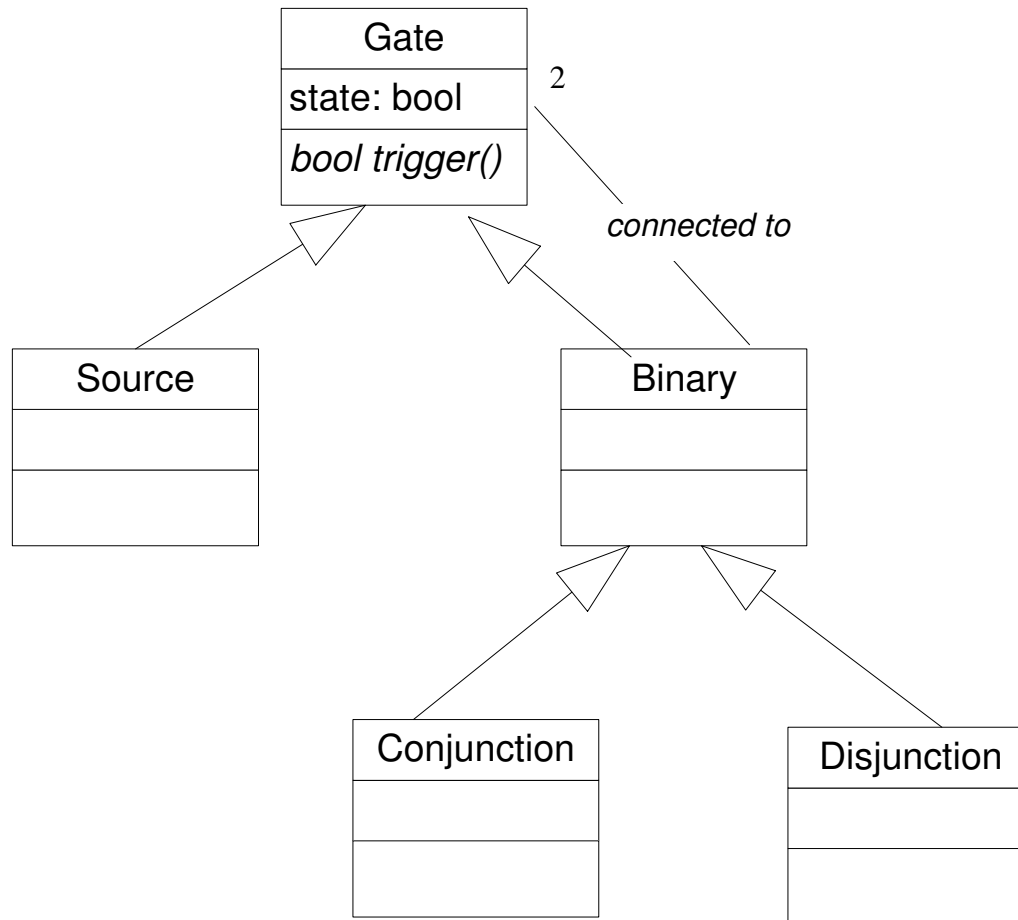 Gate
state: bool
bool trigger()
2
connected to
Source
Binary
Conjunction
Disjunction